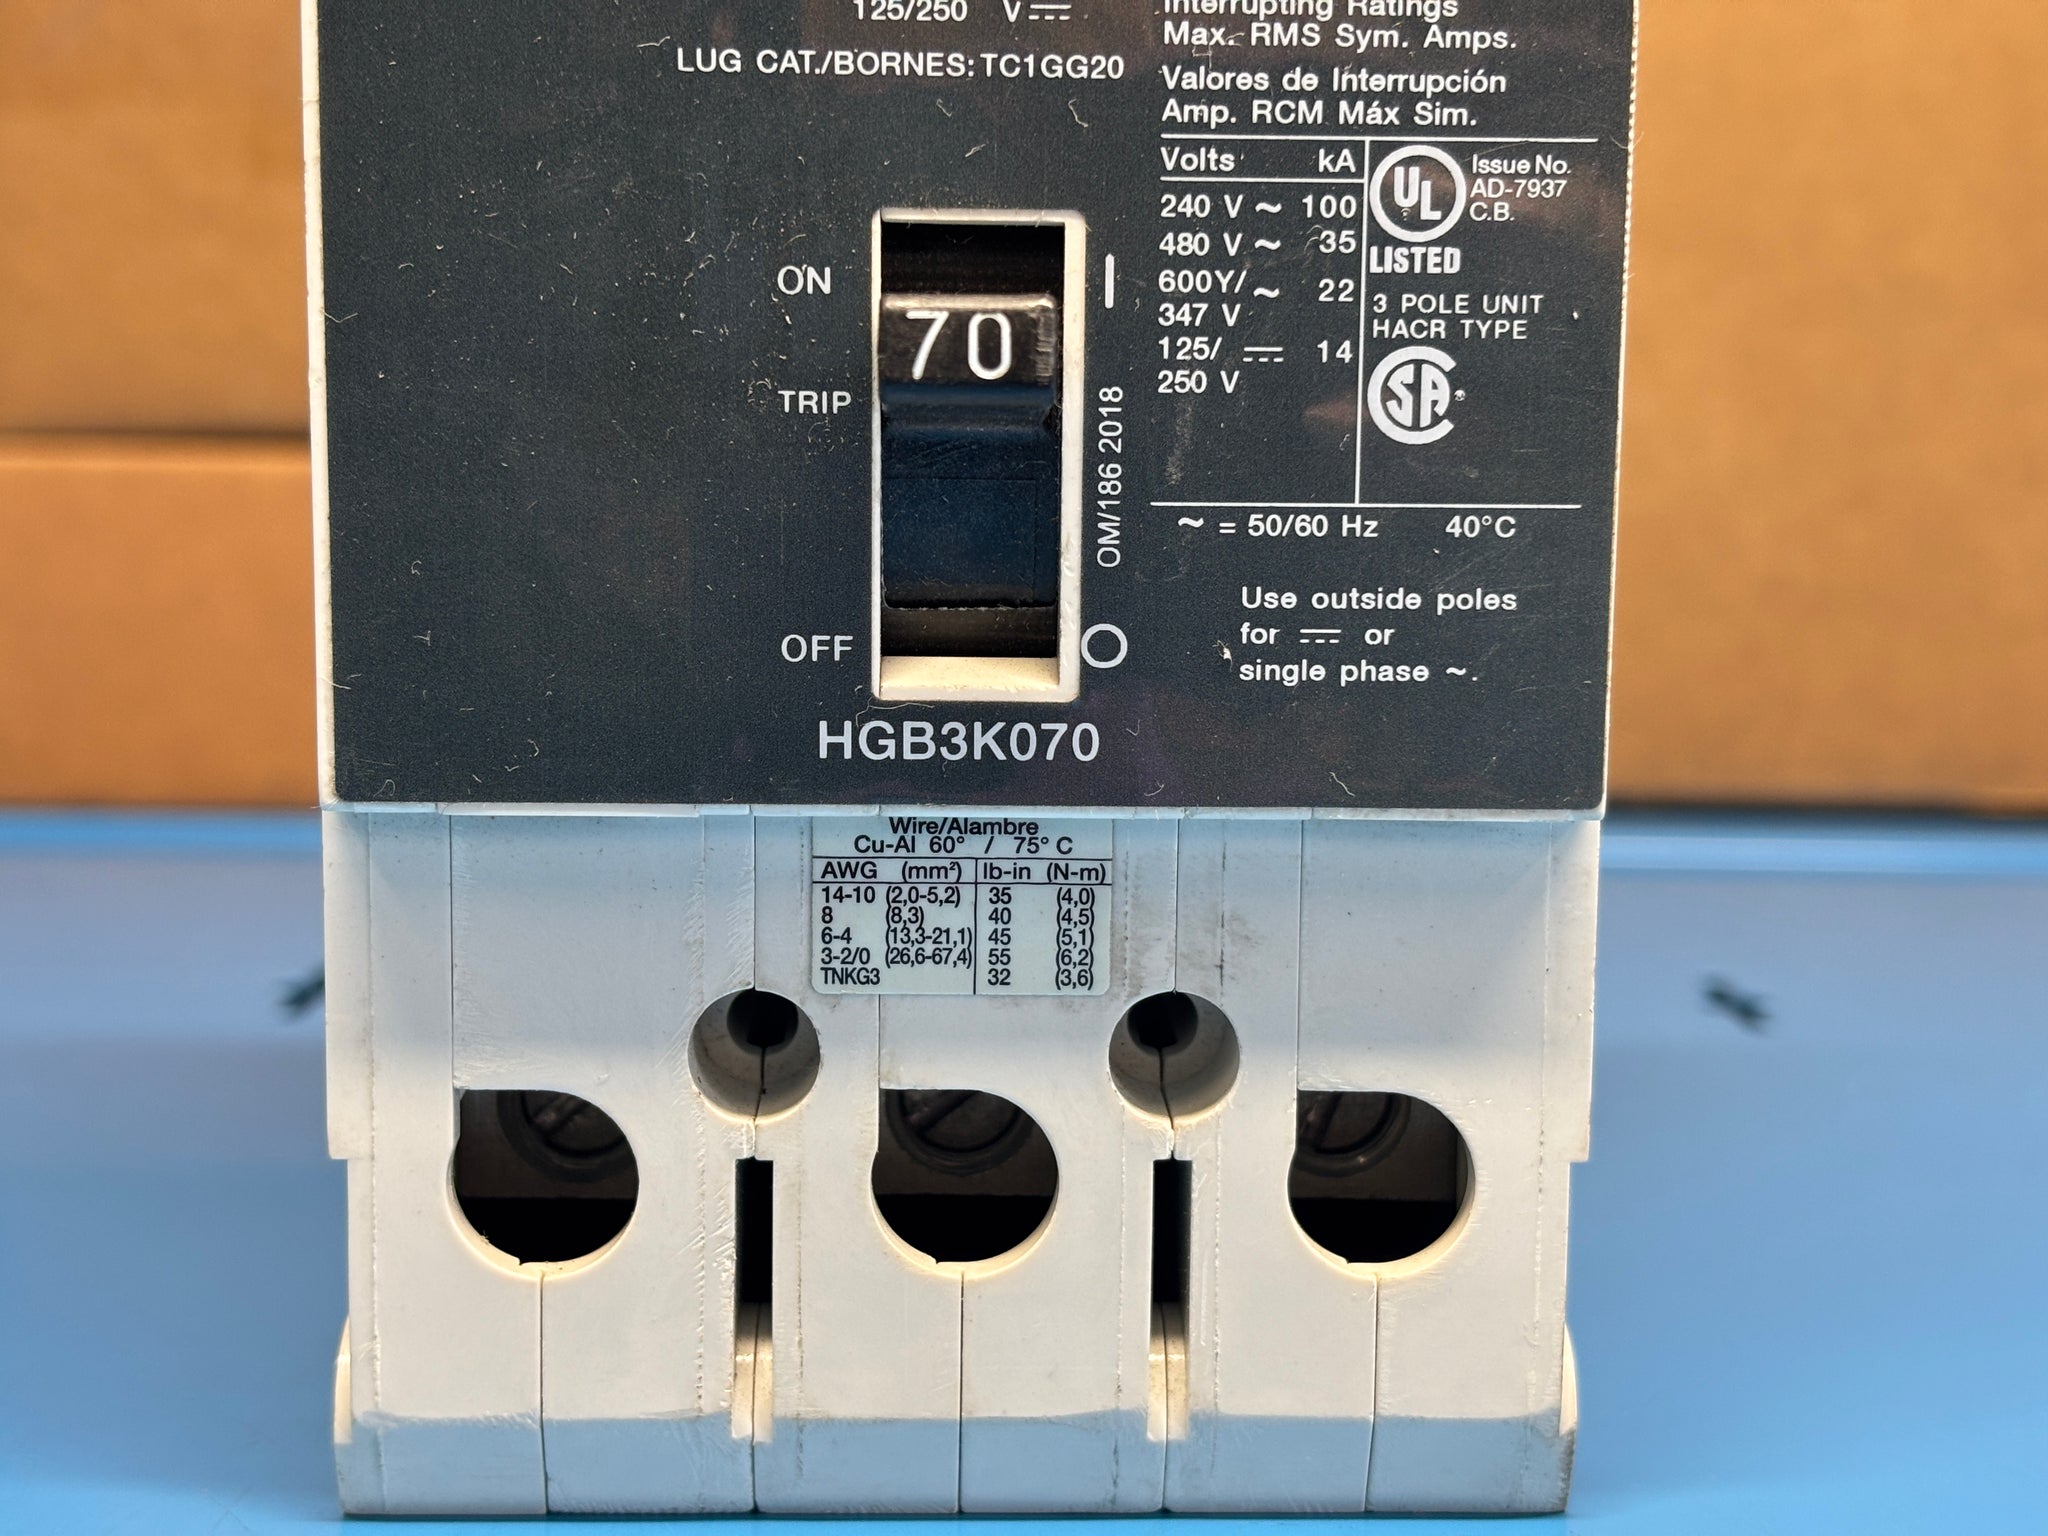 125/250 V
LUG CAT./BORNES: TC1GG20
Interrupting Ratings
Max. RMS Sym. Amps.
Valores de Interrupción
Amp. RCM Máx Sim.
Volts kA
240 V ~ 100
480 V ~ 35
600Y/ ~ 22
347 V
125/ 14
250 V
UL
LISTED
Issue No.
AD-7937
C.B.
3 POLE UNIT
HACR TYPE
SA
~ = 50/60 Hz 40°C
Use outside poles
for or
single phase ~.
ON I
70
TRIP
OM/186 2018
OFF O
HGB3K070
Wire/Alambre
Cu-Al 60° / 75° C
AWG (mm²) lb-in (N-m)
14-10 (2,0-5,2) 35 (4,0)
8 (8,3) 40 (4,5)
6-4 (13,3-21,1) 45 (5,1)
3-2/0 (26,6-67,4) 55 (6,2)
TNKG3 32 (3,6)